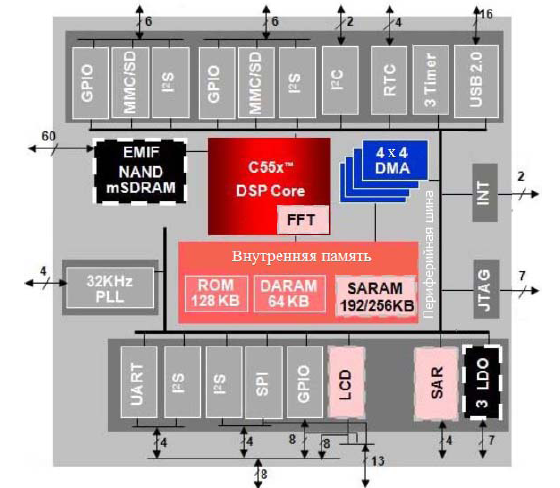 6 6 2 4 16
GPIO MMC/SD I²S GPIO MMC/SD I²S I²C RTC 3 Timer USB 2.0
60
EMIF
NAND
mSDRAM
C55x™
DSP Core
FFT
4 x 4
DMA
INT
2
Периферийная шина
Внутренняя память
4
32KHz
PLL
ROM
128 KB
DARAM
64 KB
SARAM
192/256KB
JTAG
7
UART I²S I²S SPI GPIO LCD SAR 3 LDO
4 4 8 8 4 7
8 13